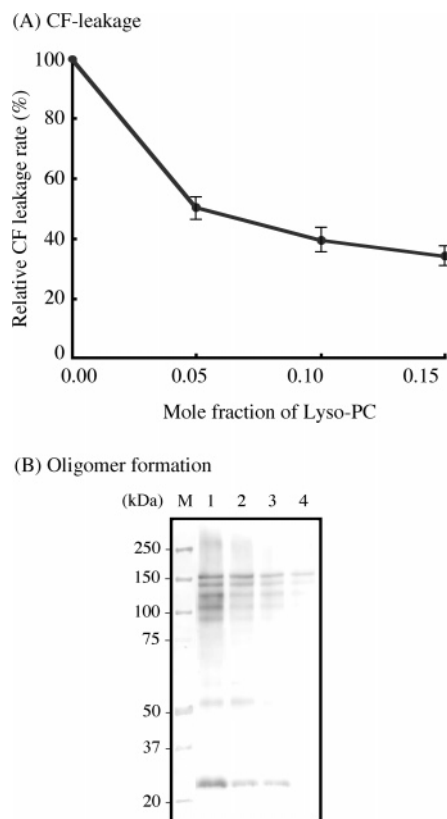 (A) CF-leakage
Relative CF leakage rate (%)
100
80
60
40
20
0
0.00 0.05 0.10 0.15
Mole fraction of Lyso-PC
(B) Oligomer formation
(kDa) M 1 2 3 4
250
150
100
75
50
37
20